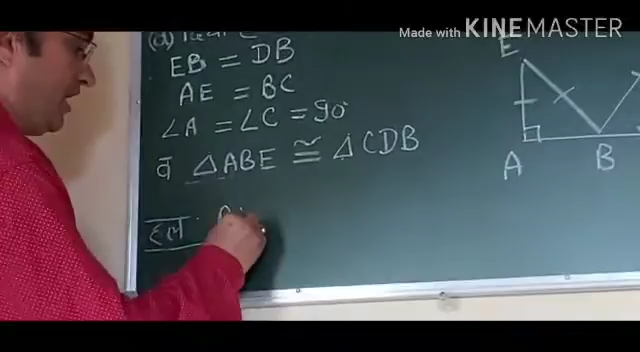 Made with KINEMASTER
(a)
EB = DB
AE = BC
∠A = ∠C = 90°
व △ABE ≅ △CDB
हल :
E
A
B